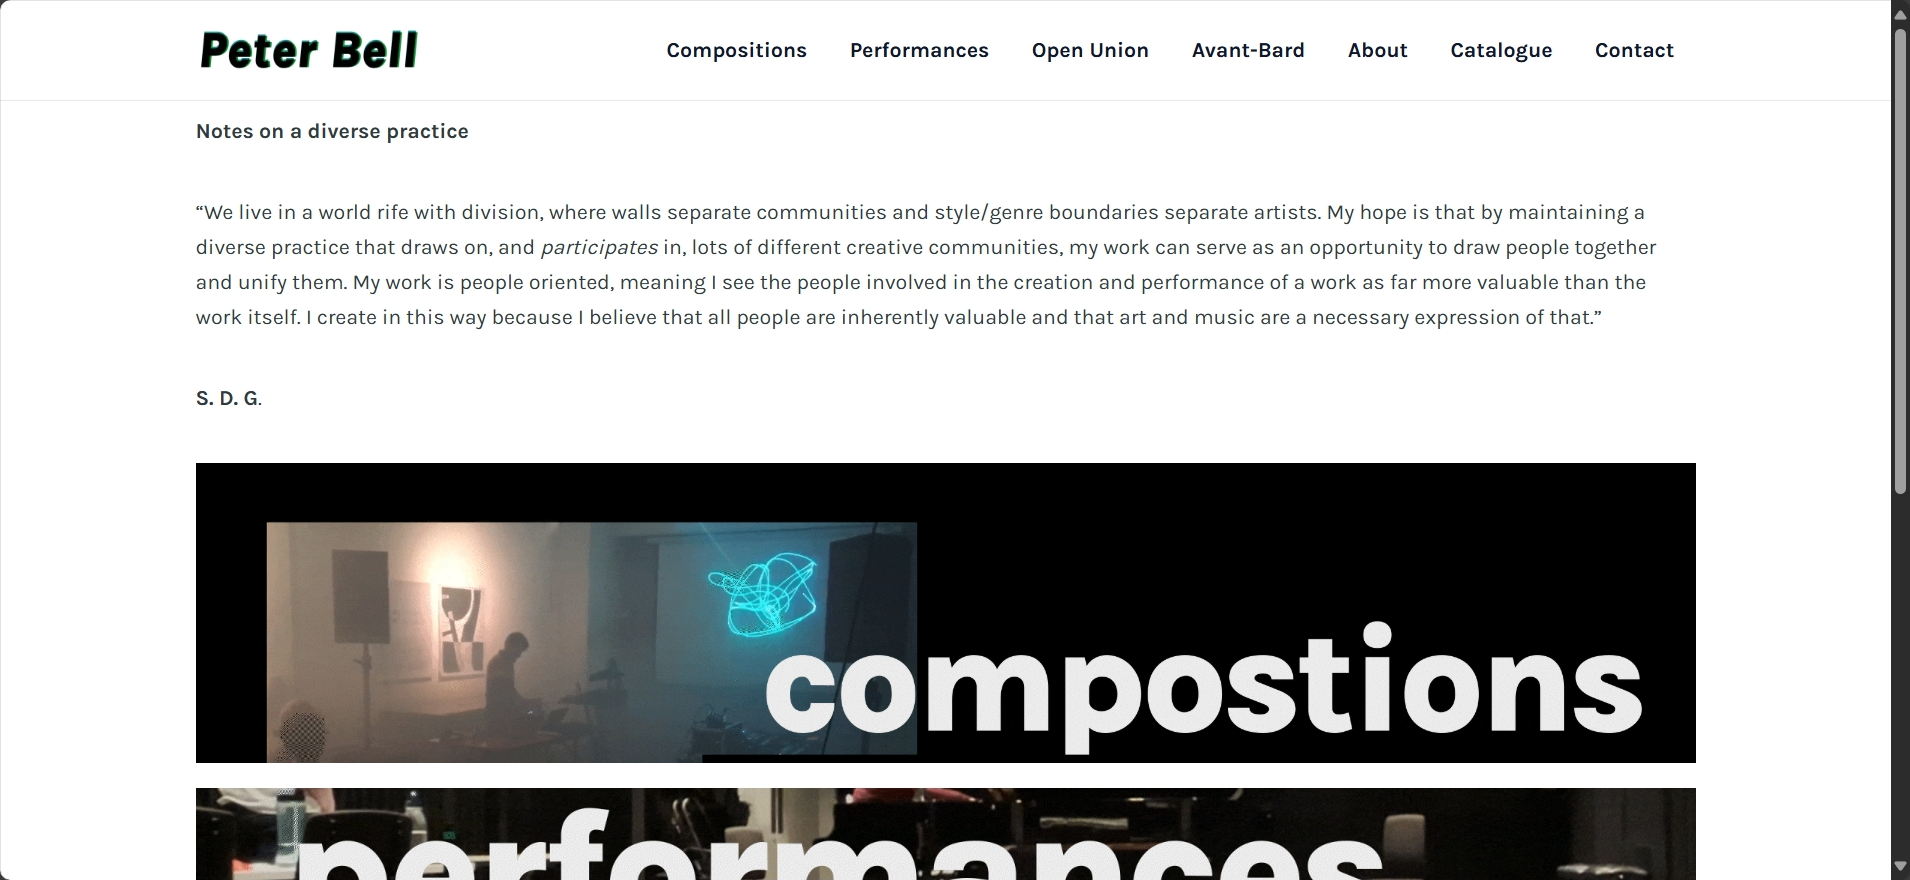 Peter Bell
Compositions Performances Open Union Avant-Bard About Catalogue Contact
Notes on a diverse practice
“We live in a world rife with division, where walls separate communities and style/genre boundaries separate artists. My hope is that by maintaining a
diverse practice that draws on, and participates in, lots of different creative communities, my work can serve as an opportunity to draw people together
and unify them. My work is people oriented, meaning I see the people involved in the creation and performance of a work as far more valuable than the
work itself. I create in this way because I believe that all people are inherently valuable and that art and music are a necessary expression of that.”
S. D. G.
compostions
performances